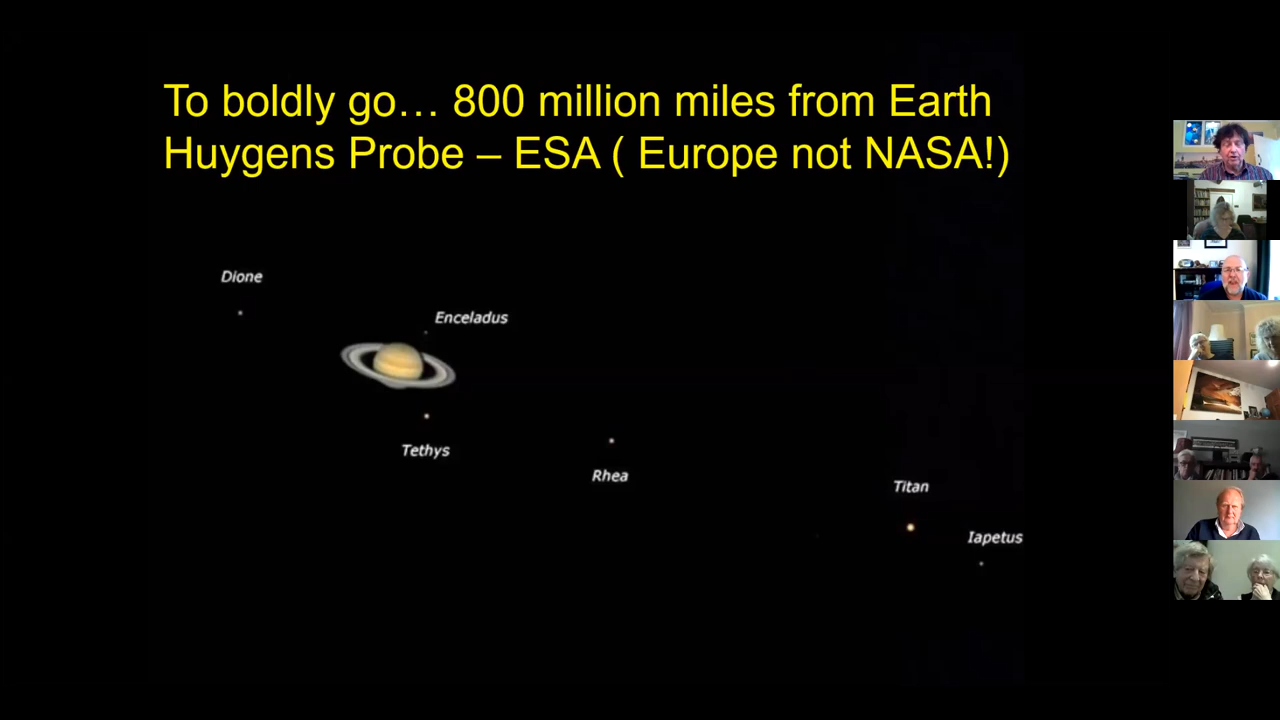 To boldly go… 800 million miles from Earth
Huygens Probe – ESA ( Europe not NASA!)
Dione
Enceladus
Tethys
Rhea
Titan
Iapetus